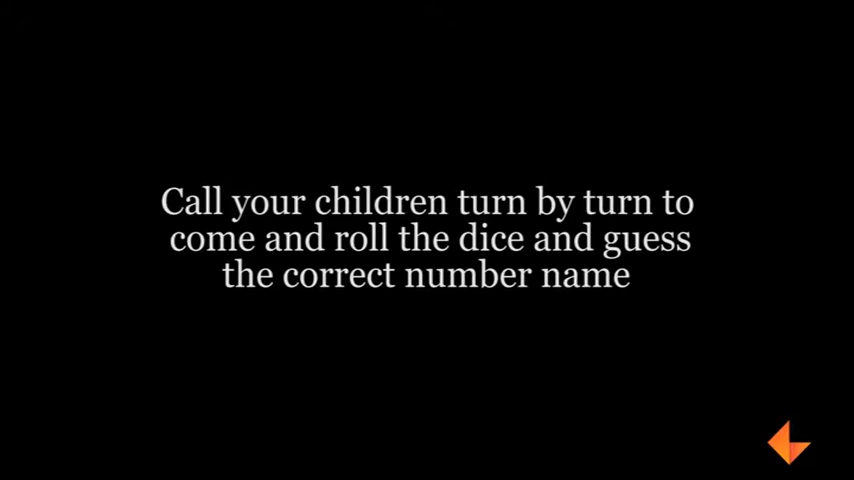 Call your children turn by turn to
come and roll the dice and guess
the correct number name